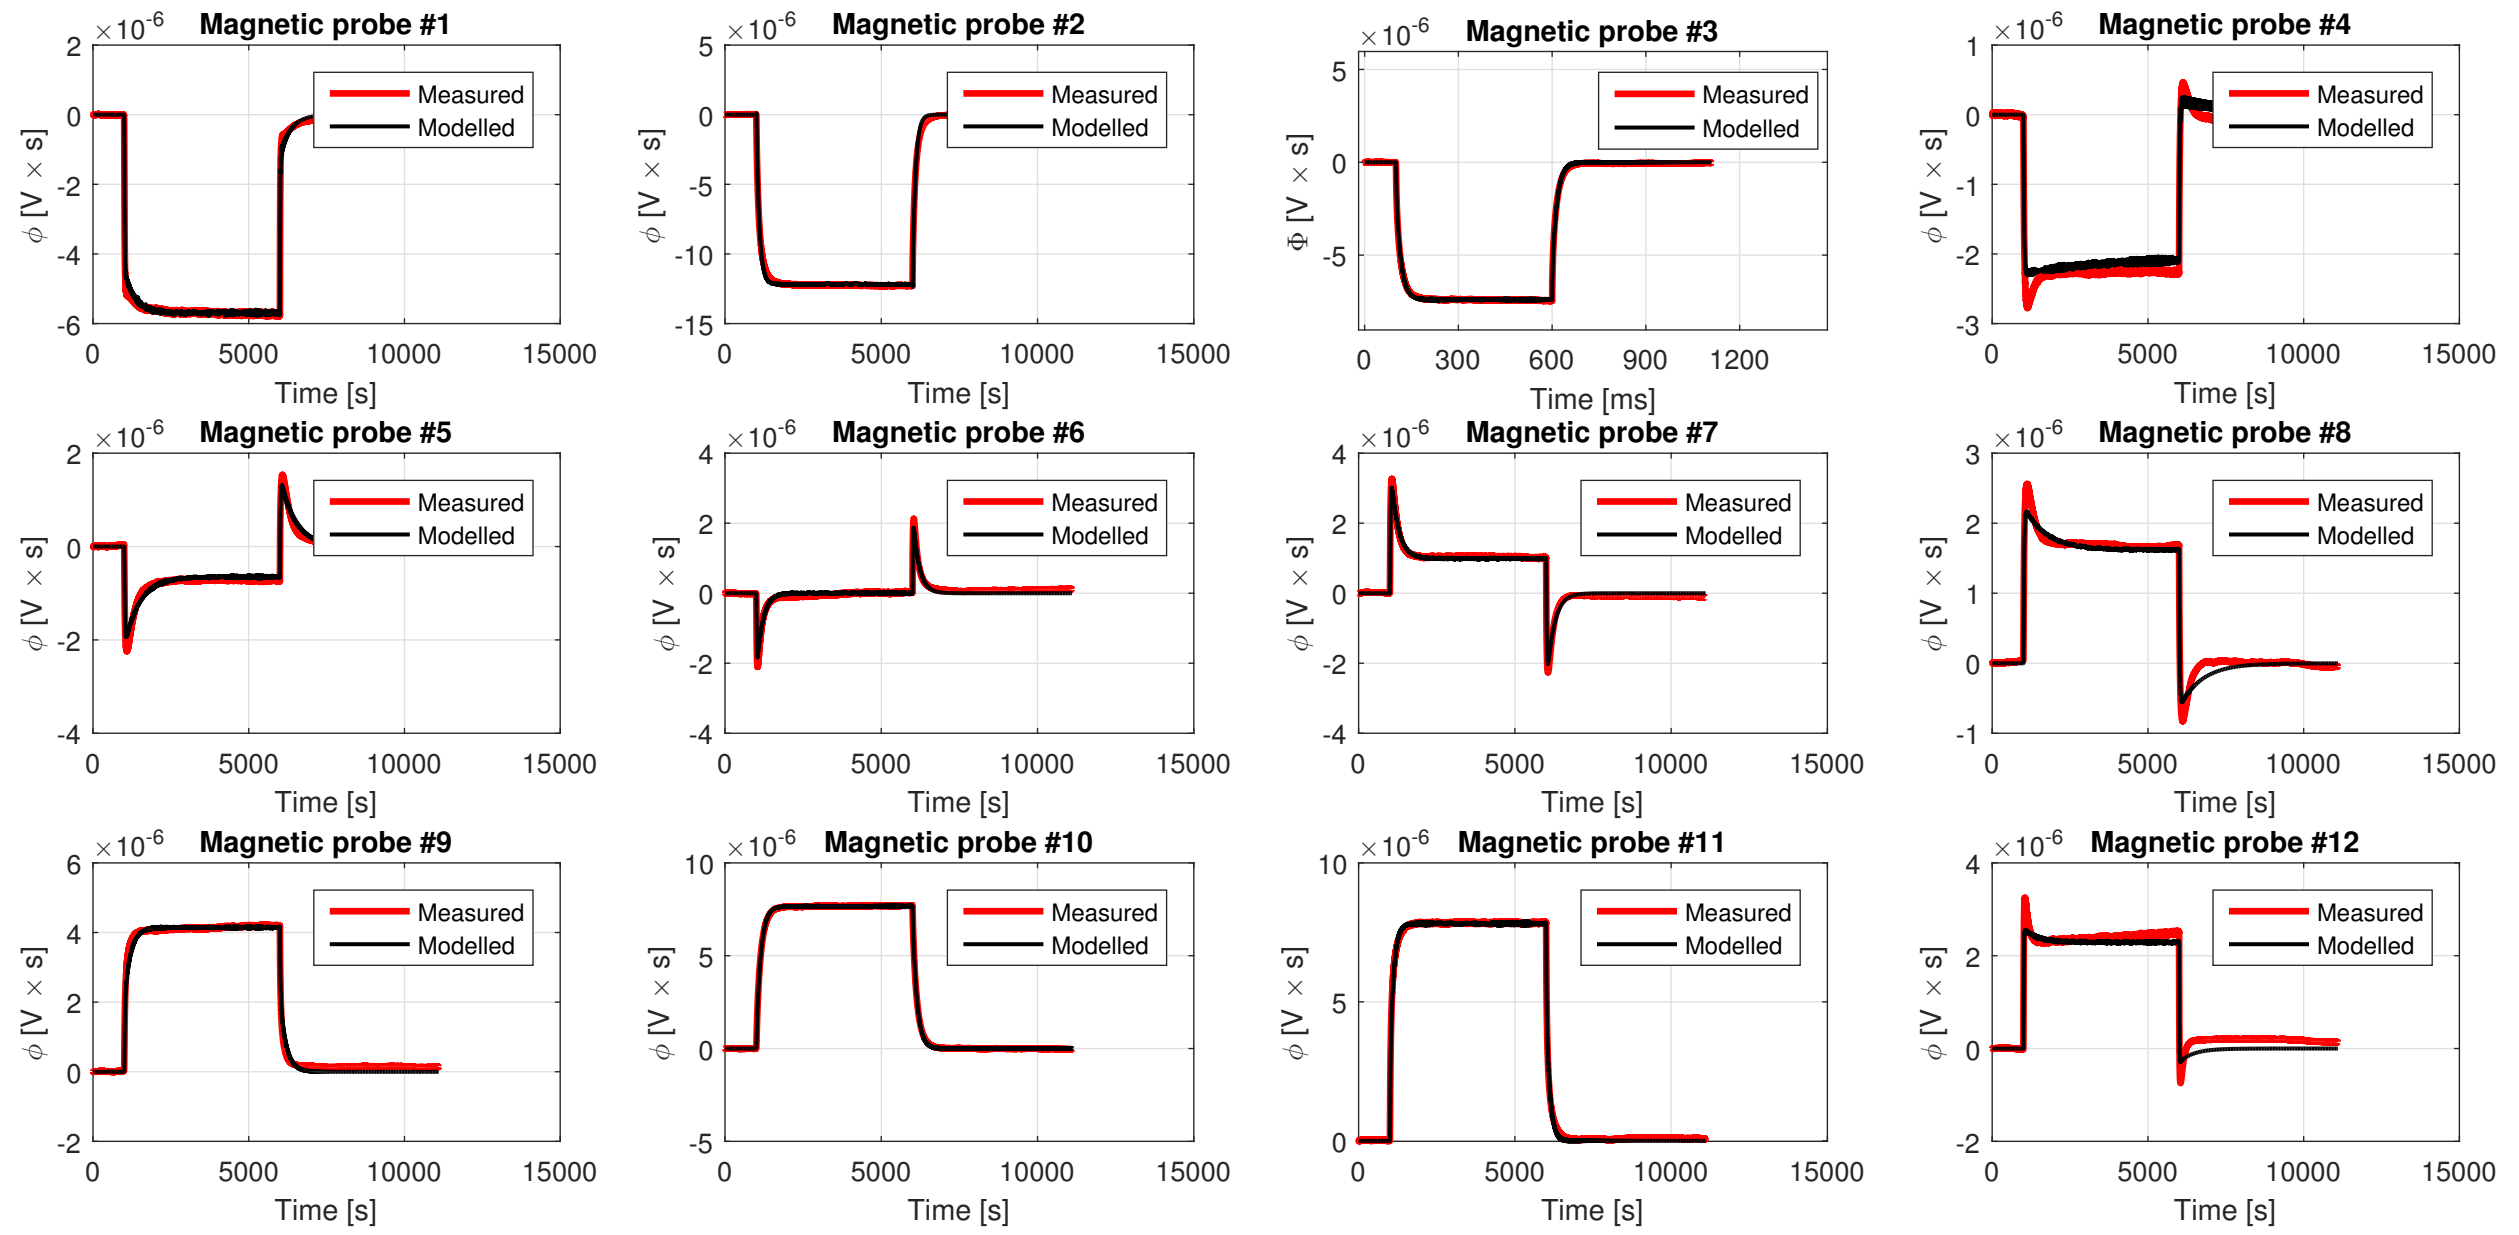 ×10-6 Magnetic probe #1
2
0
-2
-4
-6
ϕ [V × s]
Measured
Modelled
0 5000 10000 15000
Time [s]
×10-6 Magnetic probe #2
5
0
-5
-10
-15
ϕ [V × s]
Measured
Modelled
0 5000 10000 15000
Time [s]
×10-6 Magnetic probe #3
5
0
-5
Φ [V × s]
Measured
Modelled
0 300 600 900 1200
Time [ms]
×10-6 Magnetic probe #4
1
0
-1
-2
-3
ϕ [V × s]
Measured
Modelled
0 5000 10000 15000
Time [s]
×10-6 Magnetic probe #5
2
0
-2
-4
ϕ [V × s]
Measured
Modelled
0 5000 10000 15000
Time [s]
×10-6 Magnetic probe #6
4
2
0
-2
-4
ϕ [V × s]
Measured
Modelled
0 5000 10000 15000
Time [s]
×10-6 Magnetic probe #7
4
2
0
-2
-4
ϕ [V × s]
Measured
Modelled
0 5000 10000 15000
Time [s]
×10-6 Magnetic probe #8
3
2
1
0
-1
ϕ [V × s]
Measured
Modelled
0 5000 10000 15000
Time [s]
×10-6 Magnetic probe #9
6
4
2
0
-2
ϕ [V × s]
Measured
Modelled
0 5000 10000 15000
Time [s]
×10-6 Magnetic probe #10
10
5
0
-5
ϕ [V × s]
Measured
Modelled
0 5000 10000 15000
Time [s]
×10-6 Magnetic probe #11
10
5
0
ϕ [V × s]
Measured
Modelled
0 5000 10000 15000
Time [s]
×10-6 Magnetic probe #12
4
2
0
-2
ϕ [V × s]
Measured
Modelled
0 5000 10000 15000
Time [s]